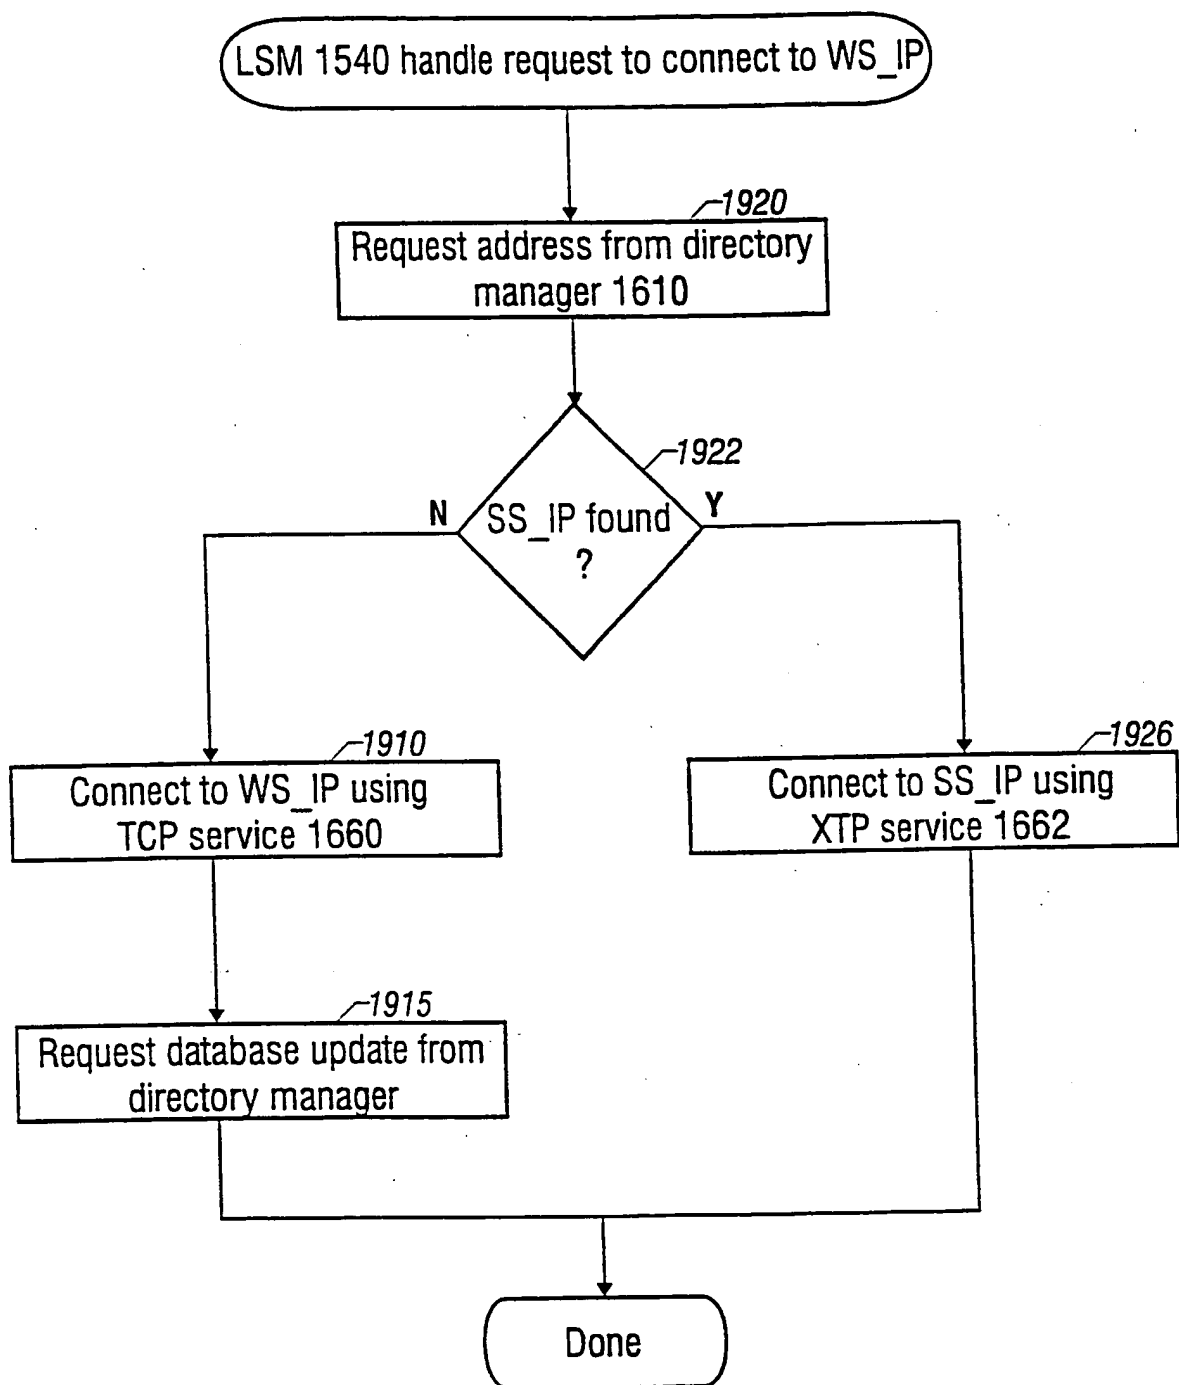 LSM 1540 handle request to connect to WS_IP
1920
Request address from directory
manager 1610
1922
N
SS_IP found
?
Y
1910
Connect to WS_IP using
TCP service 1660
1926
Connect to SS_IP using
XTP service 1662
1915
Request database update from
directory manager
Done